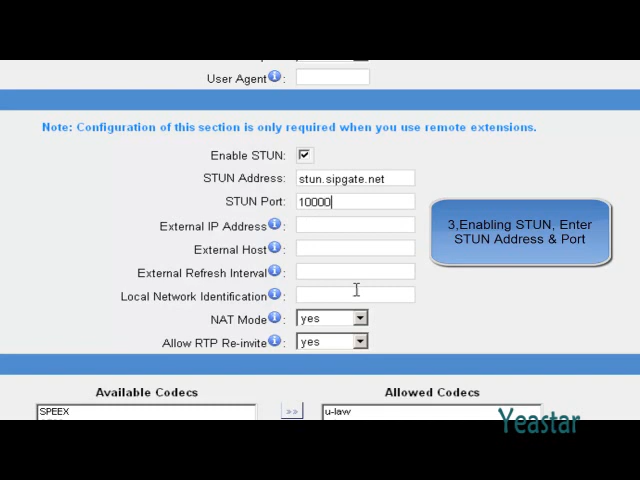 User Agent i:
Note: Configuration of this section is only required when you use remote extensions.
Enable STUN:
STUN Address: stun.sipgate.net
STUN Port: 10000
External IP Address i:
External Host i:
External Refresh Interval i:
Local Network Identification i:
NAT Mode i: yes
Allow RTP Re-invite i: yes
3,Enabling STUN, Enter
STUN Address & Port
Available Codecs
Allowed Codecs
SPEEX
>>
u-law
Yeastar